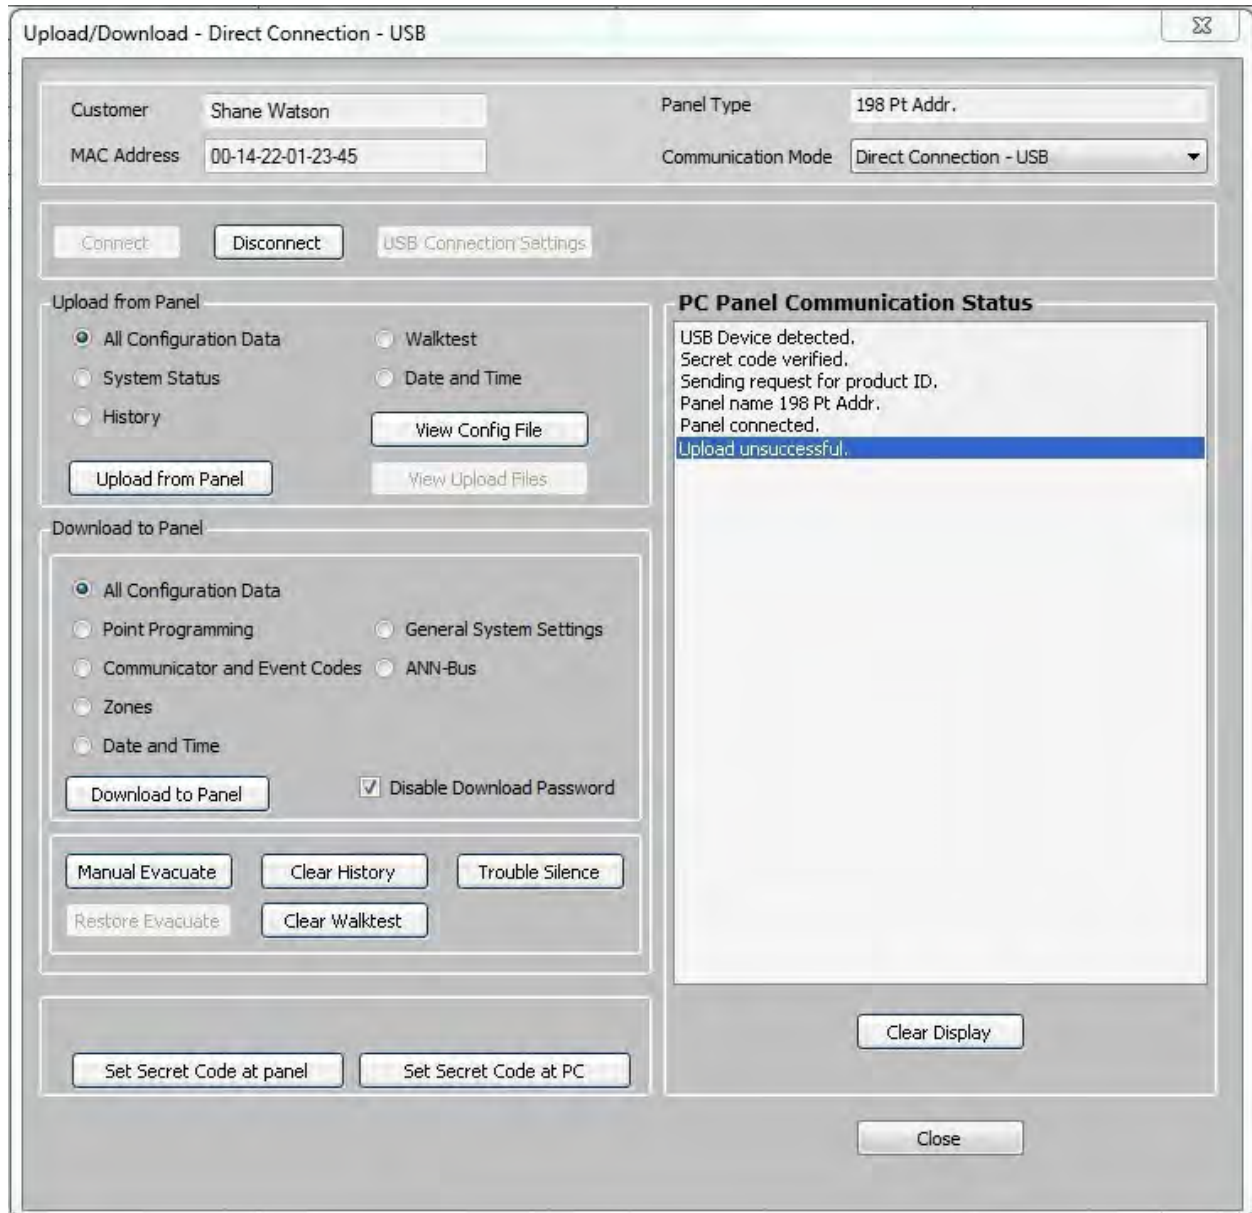 Upload/Download - Direct Connection - USB
Customer
Shane Watson
Panel Type
198 Pt Addr.
MAC Address
00-14-22-01-23-45
Communication Mode
Direct Connection - USB
Connect
Disconnect
USB Connection Settings
Upload from Panel
All Configuration Data
Walktest
System Status
Date and Time
History
View Config File
Upload from Panel
View Upload Files
Download to Panel
All Configuration Data
Point Programming
General System Settings
Communicator and Event Codes
ANN-Bus
Zones
Date and Time
Download to Panel
Disable Download Password
Manual Evacuate
Clear History
Trouble Silence
Restore Evacuate
Clear Walktest
Set Secret Code at panel
Set Secret Code at PC
PC Panel Communication Status
USB Device detected.
Secret code verified.
Sending request for product ID.
Panel name 198 Pt Addr.
Panel connected.
Upload unsuccessful.
Clear Display
Close